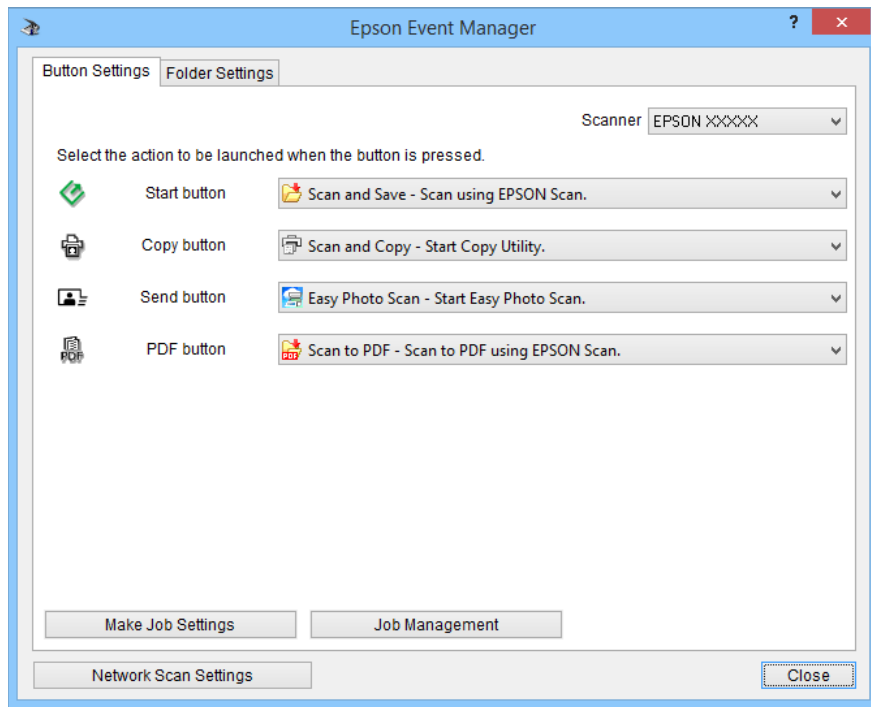 Epson Event Manager
Button Settings Folder Settings
Scanner EPSON XXXXX
Select the action to be launched when the button is pressed.
Start button Scan and Save - Scan using EPSON Scan.
Copy button Scan and Copy - Start Copy Utility.
Send button Easy Photo Scan - Start Easy Photo Scan.
PDF PDF button PDF Scan to PDF - Scan to PDF using EPSON Scan.
Make Job Settings Job Management
Network Scan Settings Close